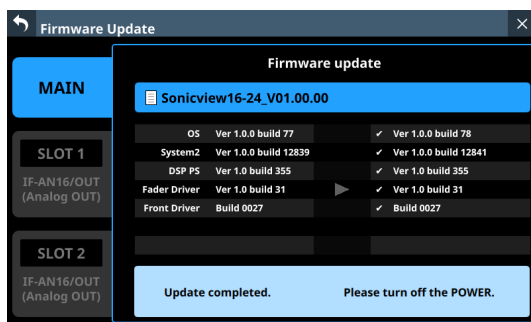 Firmware Update
MAIN
SLOT 1
IF-AN16/OUT
(Analog OUT)
SLOT 2
IF-AN16/OUT
(Analog OUT)
Firmware update
Sonicview16-24_V01.00.00
OS Ver 1.0.0 build 77 ✓ Ver 1.0.0 build 78
System2 Ver 1.0.0 build 12839 ✓ Ver 1.0.0 build 12841
DSP PS Ver 1.0 build 355 ✓ Ver 1.0 build 355
Fader Driver Ver 1.0 build 31 ✓ Ver 1.0 build 31
Front Driver Build 0027 ✓ Build 0027
Update completed. Please turn off the POWER.